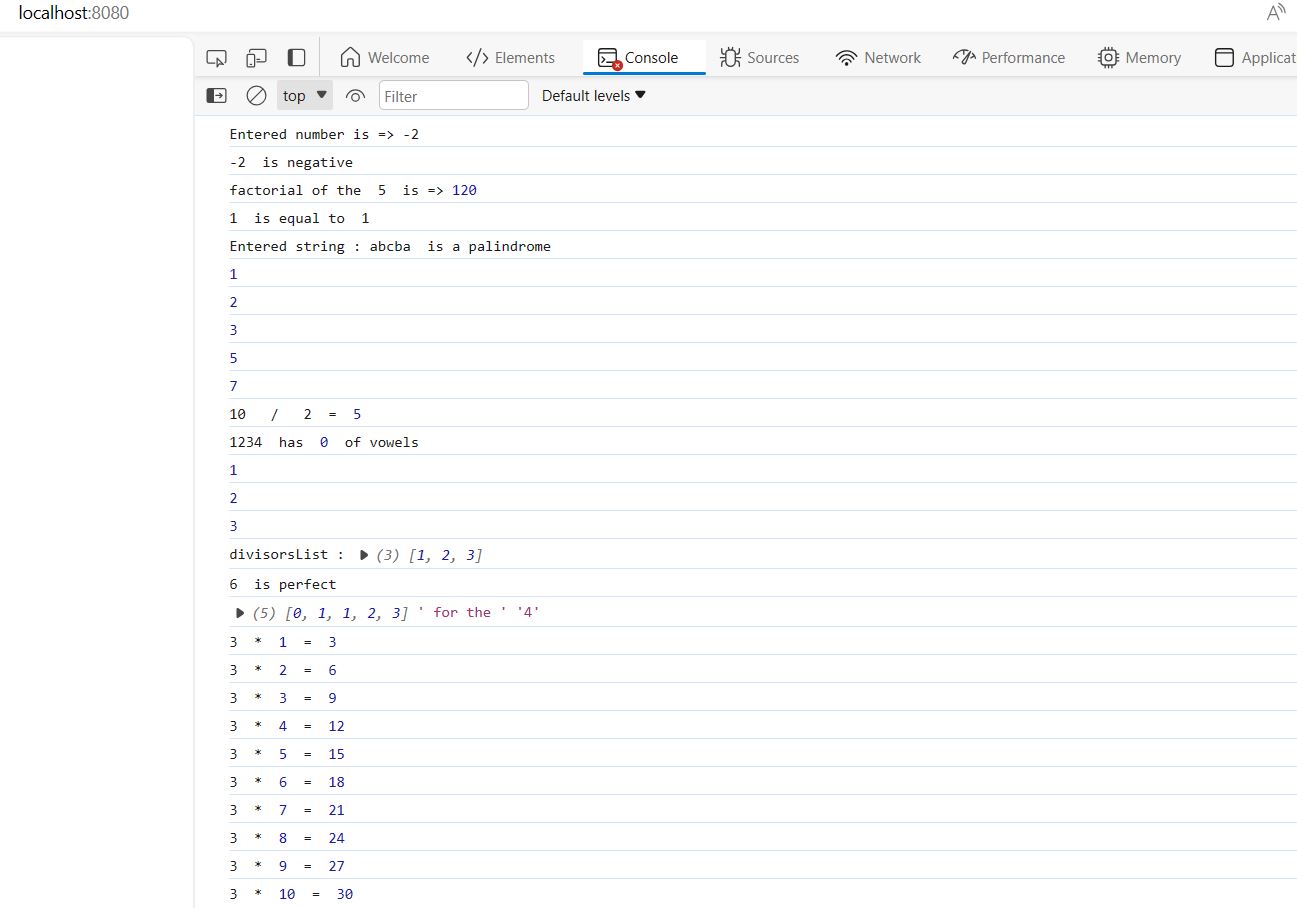 localhost:8080
Welcome Elements Console Sources Network Performance Memory Applicat
top Filter Default levels
Entered number is => -2
-2 is negative
factorial of the 5 is => 120
1 is equal to 1
Entered string : abcba is a palindrome
1
2
3
5
7
10 / 2 = 5
1234 has 0 of vowels
1
2
3
divisorsList : (3) [1, 2, 3]
6 is perfect
(5) [0, 1, 1, 2, 3] ' for the ' '4'
3 * 1 = 3
3 * 2 = 6
3 * 3 = 9
3 * 4 = 12
3 * 5 = 15
3 * 6 = 18
3 * 7 = 21
3 * 8 = 24
3 * 9 = 27
3 * 10 = 30